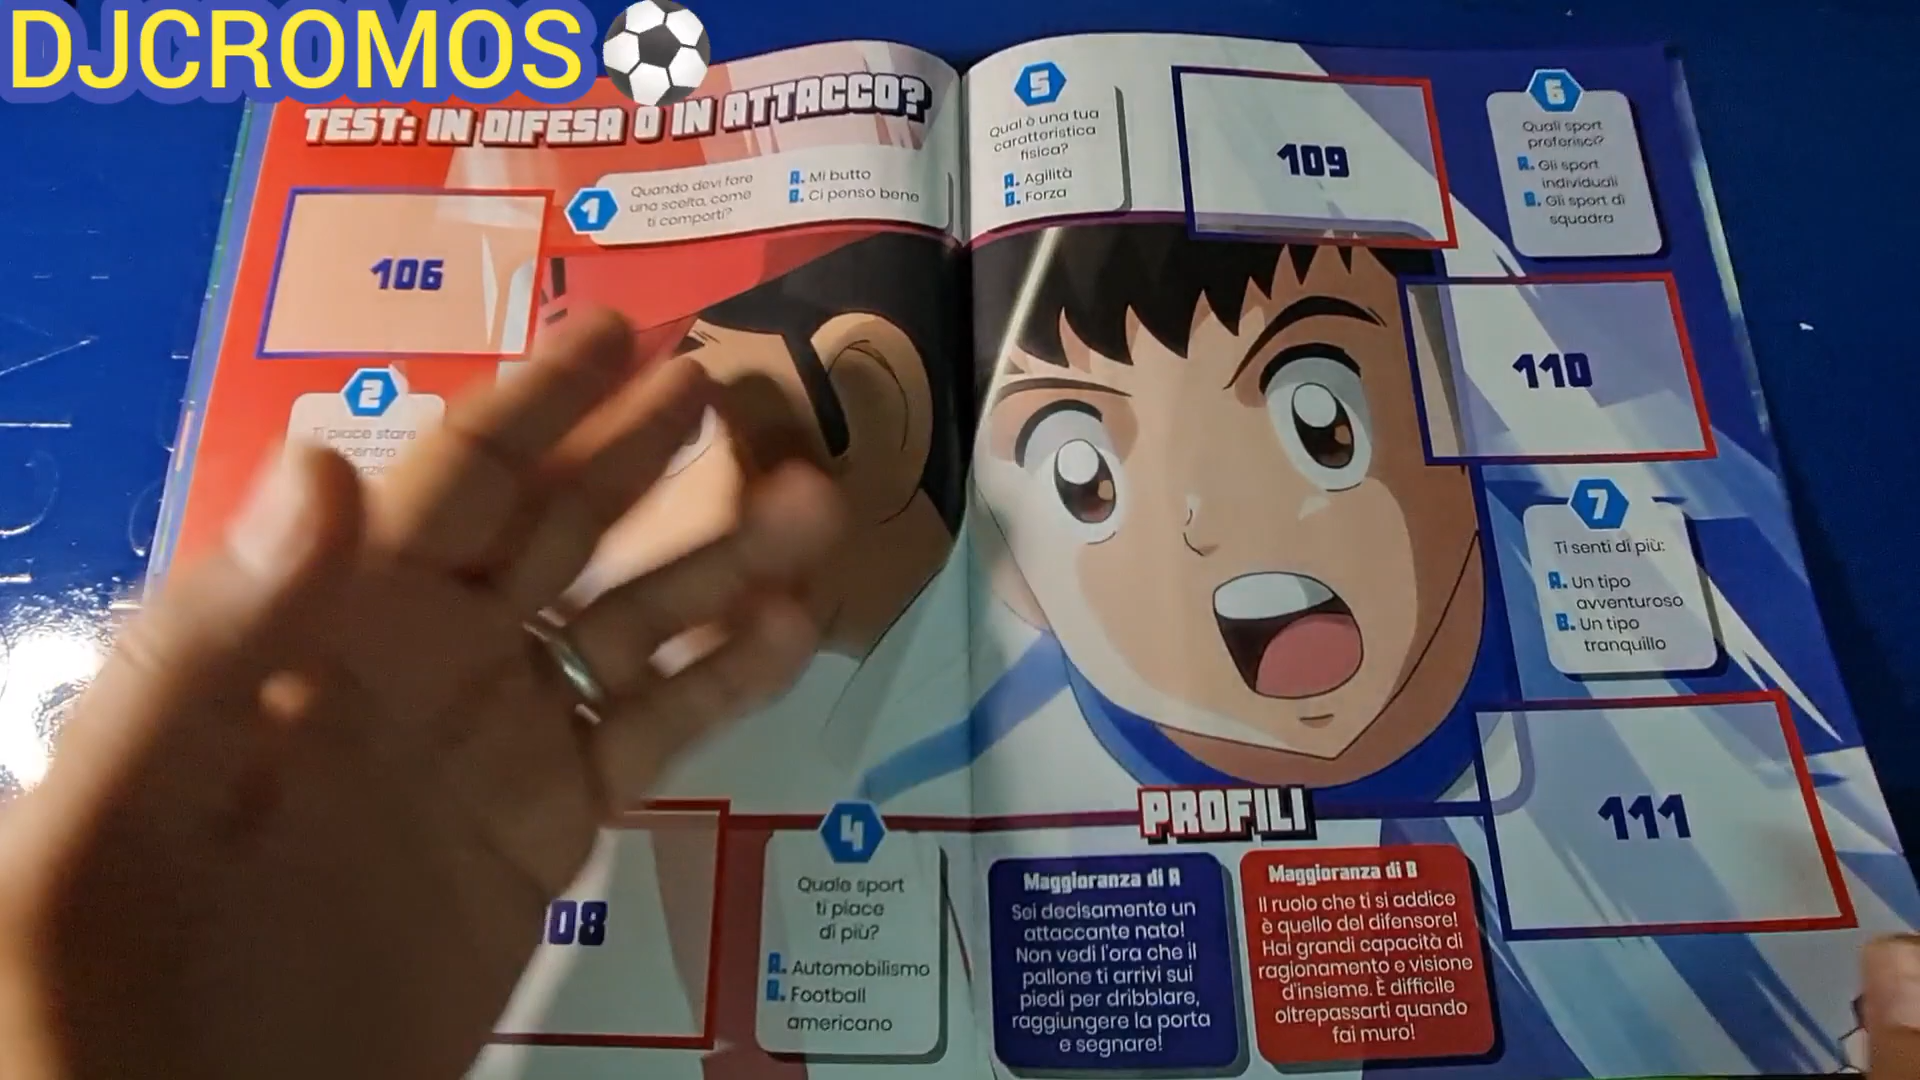 DJCROMOS
TEST: IN DIFESA O IN ATTACCO?
1
Quando devi fare
una scelta, come
ti comporti?
A. Mi butto
B. Ci penso bene
106
2
Ti piace stare
centro
108
4
Quale sport
ti piace
di più?
A. Automobilismo
B. Football
americano
5
Qual è una tua
caratteristica
fisica?
A. Agilità
B. Forza
109
6
Quali sport
preferisci?
A. Gli sport
individuali
B. Gli sport di
squadra
110
7
Ti senti di più:
A. Un tipo
avventuroso
B. Un tipo
tranquillo
111
PROFILI
Maggioranza di A
Sei decisamente un
attaccante nato!
Non vedi l'ora che il
pallone ti arrivi sui
piedi per dribblare,
raggiungere la porta
e segnare!
Maggioranza di B
Il ruolo che ti si addice
è quello del difensore!
Hai grandi capacità di
ragionamento e visione
d'insieme. È difficile
oltrepassarti quando
fai muro!